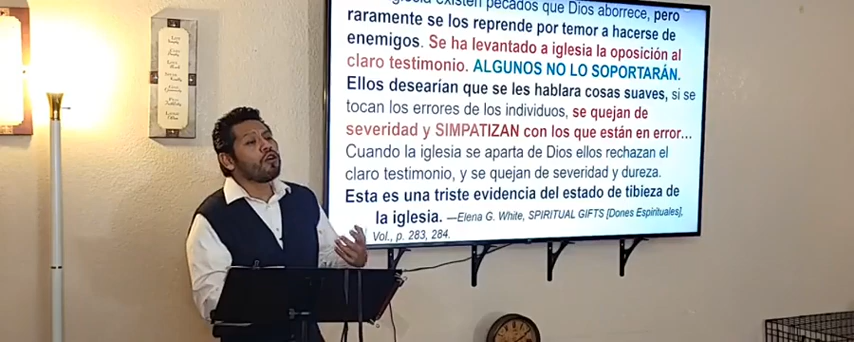 iglesia existen pecados que Dios aborrece, pero
raramente se los reprende por temor a hacerse de
enemigos. Se ha levantado a iglesia la oposición al
claro testimonio. ALGUNOS NO LO SOPORTARÁN.
Ellos desearían que se les hablara cosas suaves, si se
tocan los errores de los individuos, se quejan de
severidad y SIMPATIZAN con los que están en error...
Cuando la iglesia se aparta de Dios ellos rechazan el
claro testimonio, y se quejan de severidad y dureza.
Esta es una triste evidencia del estado de tibieza de
la iglesia. —Elena G. White, SPIRITUAL GIFTS [Dones Espirituales],
Vol., p. 283, 284.